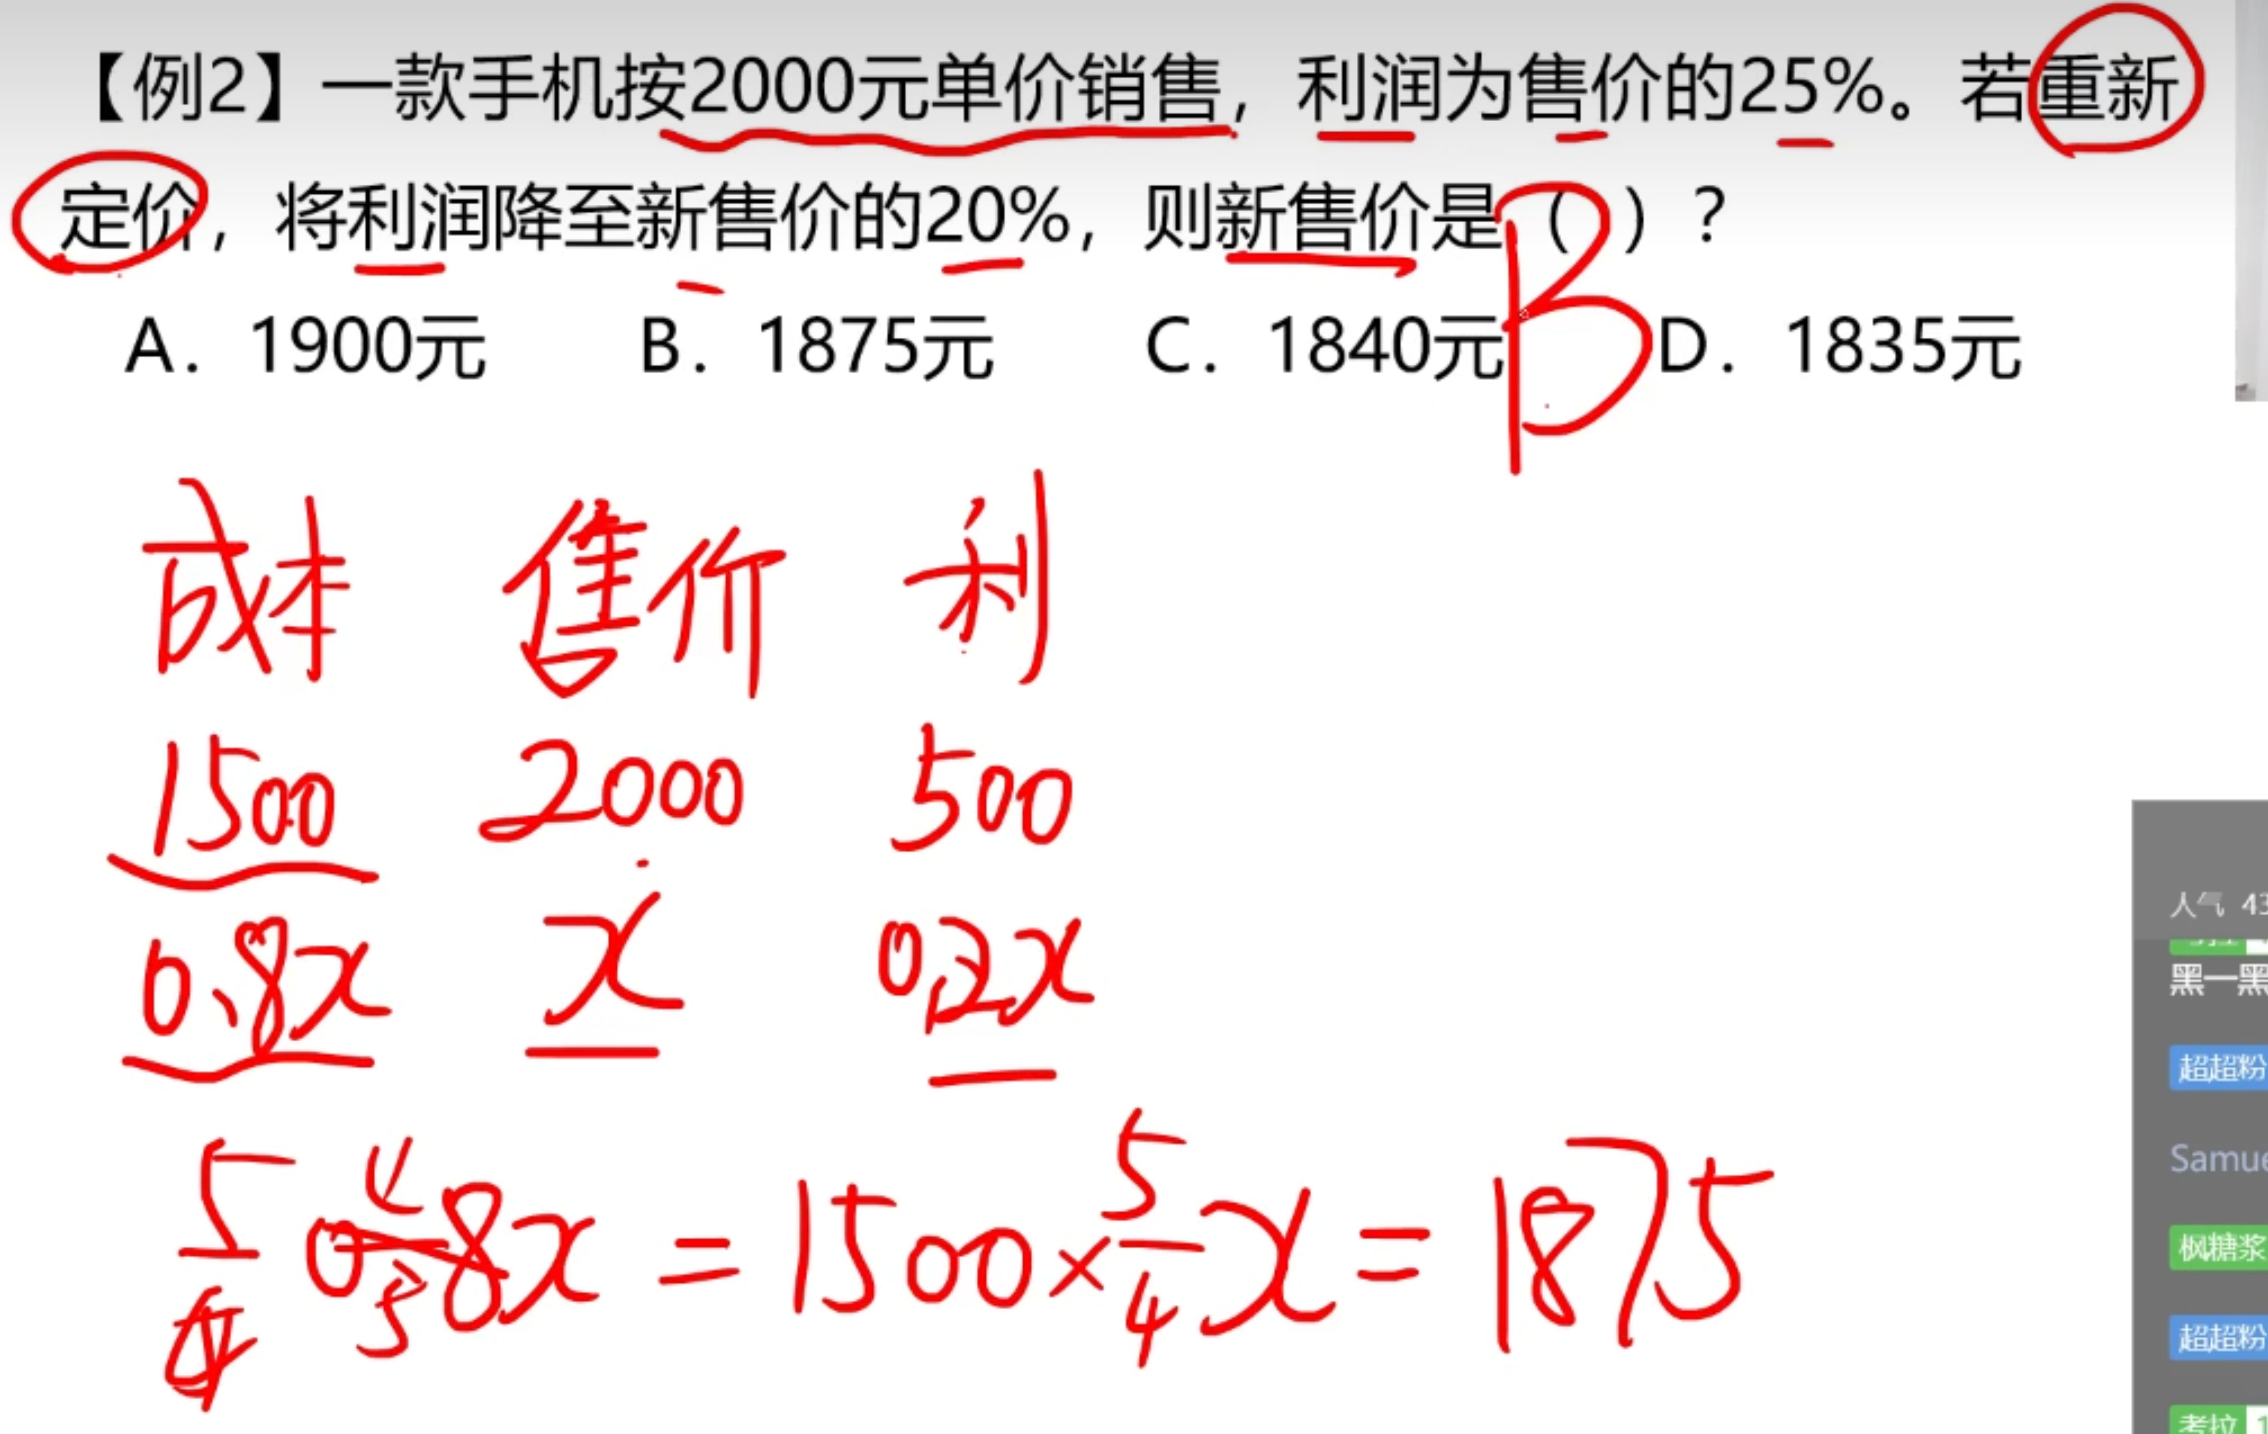 【例2】一款手机按2000元单价销售，利润为售价的25%。若重新
定价，将利润降至新售价的20%，则新售价是（ ）？
B
A. 1900元 B. 1875元 C. 1840元 D. 1835元
成本 售价 利
1500 2000 500
0.8x x 0.2x
5/4 0.8 4/5 x = 1500×5/4 x = 1875
人气 43
黑一黑
超超粉
Samue
枫糖浆
超超粉
考拉 1